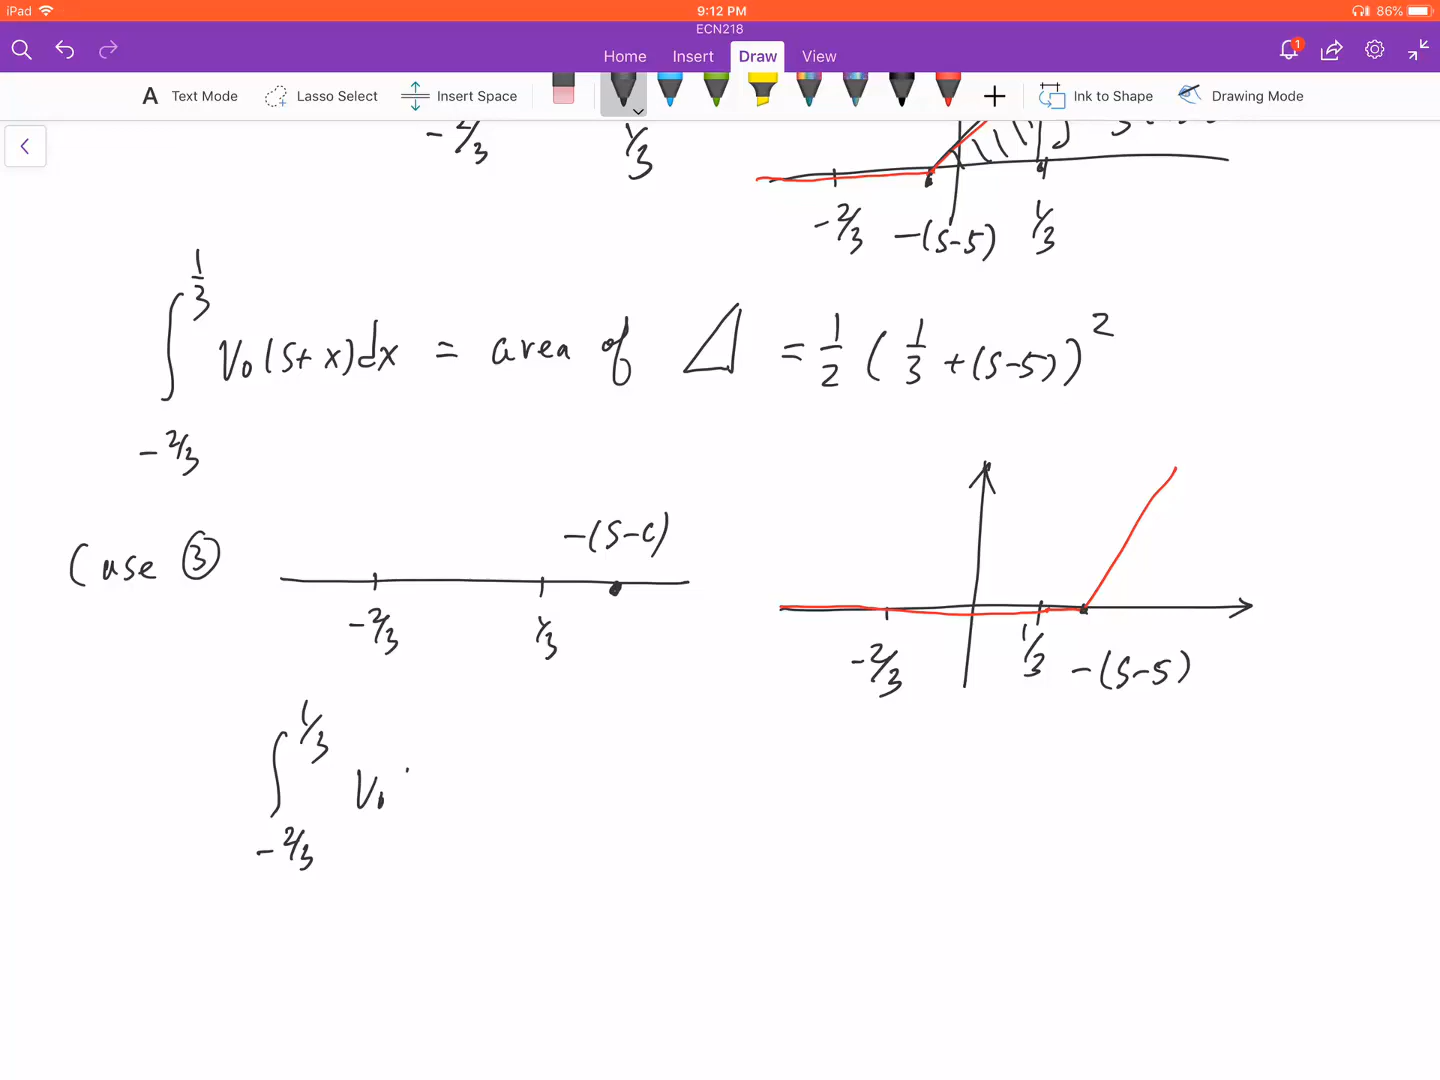 iPad 9:12 PM 86%
ECN218
Home Insert Draw View 1
A Text Mode Lasso Select Insert Space + Ink to Shape Drawing Mode
-2/3 1/3
-2/3 -(S-5) 1/3
∫_{-2/3}^{1/3} V₀(S+x)dx = area of △ = 1/2 (1/3 + (S-5))²
Case ③ -2/3 1/3 -(S-c)
-2/3 1/3 -(S-5)
∫_{-2/3}^{1/3} V₀